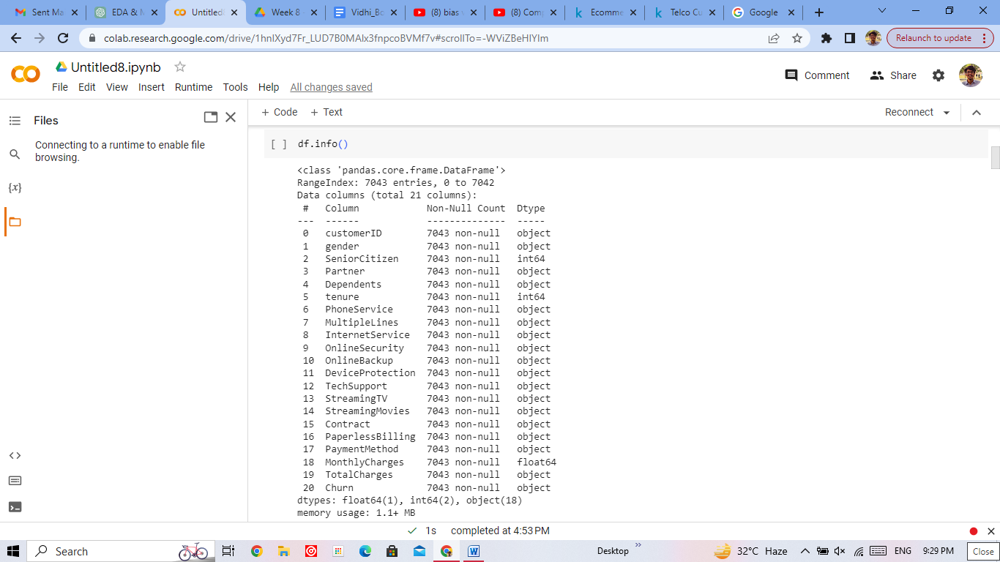 Sent Ma
EDA & M
Untitled
Week 8
Vidhi_Bo
(8) bias v
(8) Comp
Ecomme
Telco Cu
Google
colab.research.google.com/drive/1hnlXyd7Fr_LUD7B0MAlx3fnpcoBVMf7v#scrollTo=-WViZBeHIYlm
Relaunch to update
Untitled8.ipynb
File Edit View Insert Runtime Tools Help All changes saved
Comment Share
Files
Connecting to a runtime to enable file
browsing.
+ Code + Text
Reconnect
{x}
[ ] df.info()
<class 'pandas.core.frame.DataFrame'>
RangeIndex: 7043 entries, 0 to 7042
Data columns (total 21 columns):
# Column Non-Null Count Dtype
--- ------ -------------- -----
0 customerID 7043 non-null object
1 gender 7043 non-null object
2 SeniorCitizen 7043 non-null int64
3 Partner 7043 non-null object
4 Dependents 7043 non-null object
5 tenure 7043 non-null int64
6 PhoneService 7043 non-null object
7 MultipleLines 7043 non-null object
8 InternetService 7043 non-null object
9 OnlineSecurity 7043 non-null object
10 OnlineBackup 7043 non-null object
11 DeviceProtection 7043 non-null object
12 TechSupport 7043 non-null object
13 StreamingTV 7043 non-null object
14 StreamingMovies 7043 non-null object
15 Contract 7043 non-null object
16 PaperlessBilling 7043 non-null object
17 PaymentMethod 7043 non-null object
18 MonthlyCharges 7043 non-null float64
19 TotalCharges 7043 non-null object
20 Churn 7043 non-null object
dtypes: float64(1), int64(2), object(18)
memory usage: 1.1+ MB
1s completed at 4:53 PM
Search
Desktop
32°C Haze
ENG
9:29 PM
Close